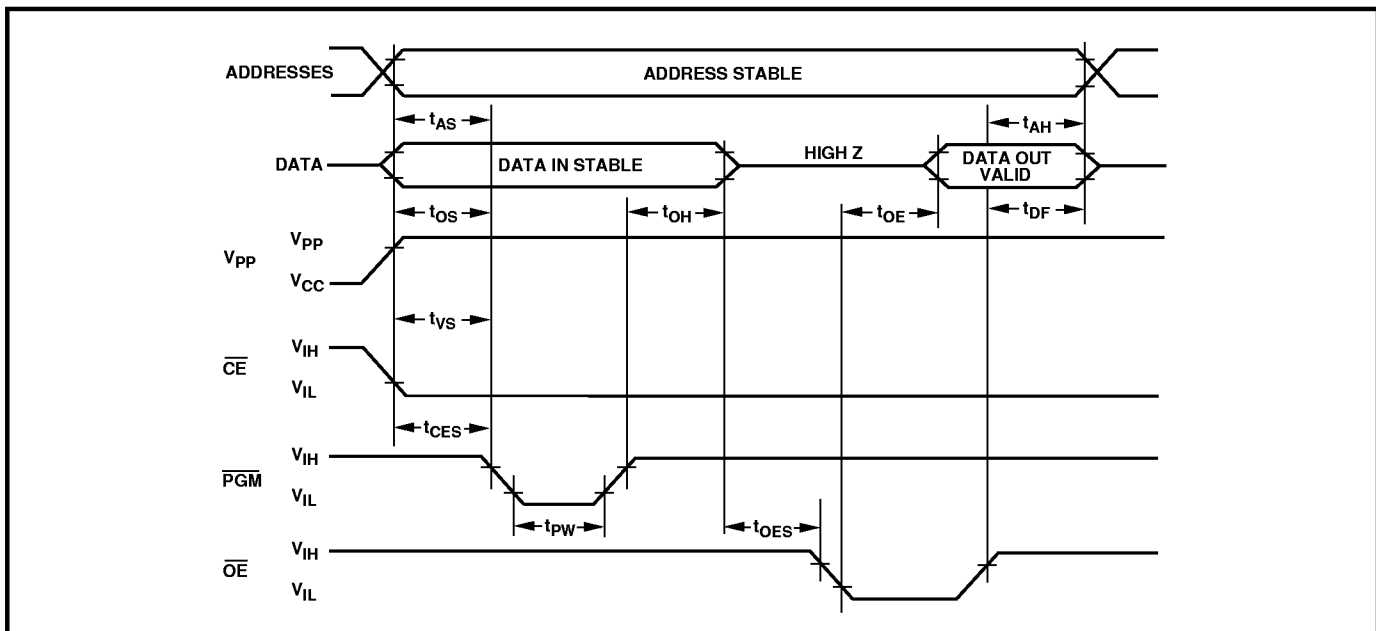 ADDRESSES
ADDRESS STABLE
tAS
tAH
DATA
DATA IN STABLE
HIGH Z
DATA OUT
VALID
tOS
tOH
tOE
tDF
VPP
VPP
VCC
tVS
CE
VIH
VIL
tCES
PGM
VIH
VIL
tPW
tOES
OE
VIH
VIL